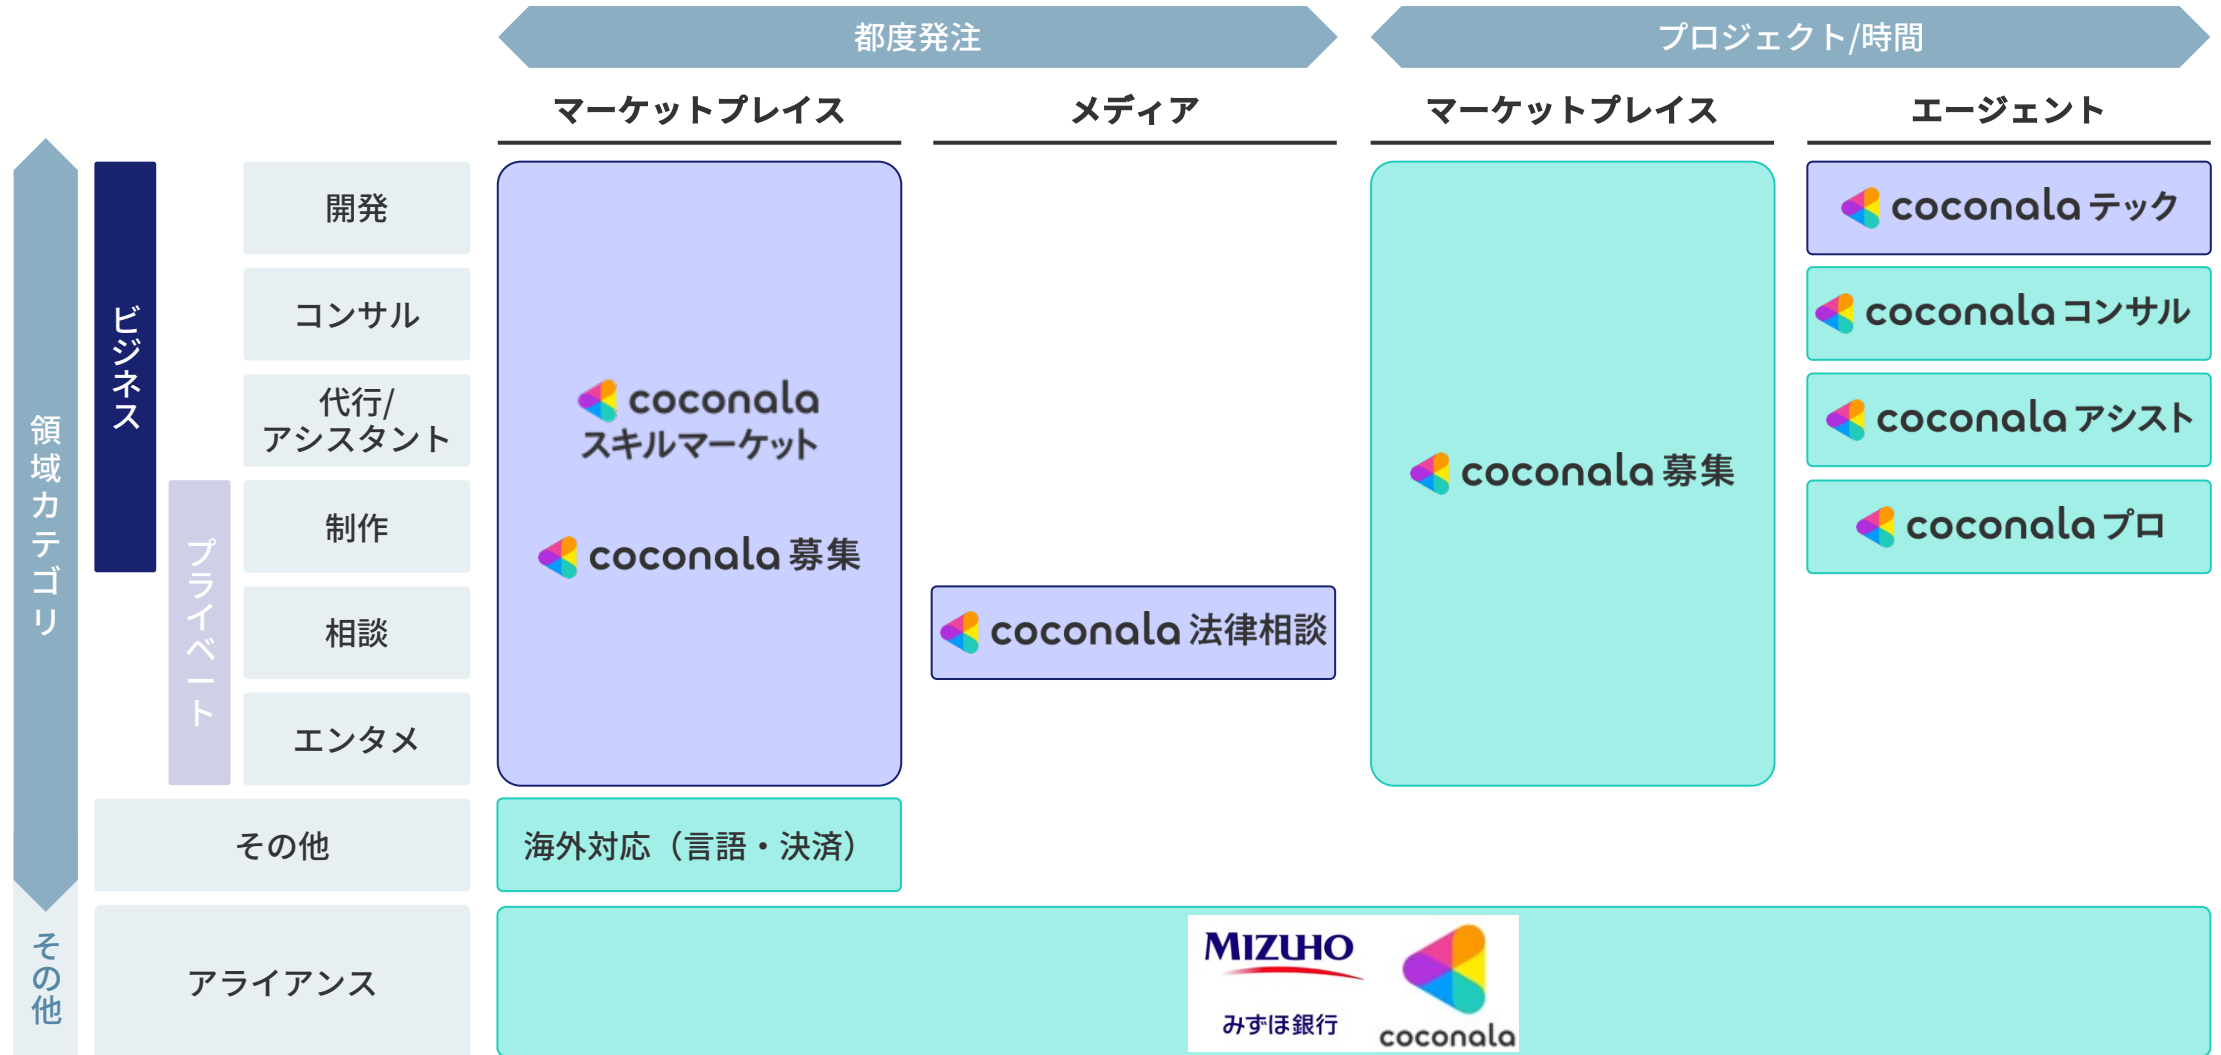 都度発注
プロジェクト/時間
マーケットプレイス
メディア
マーケットプレイス
エージェント
領域カテゴリ
ビジネス
プライベート
開発
コンサル
代行/
アシスタント
制作
相談
エンタメ
coconala
スキルマーケット
coconala 募集
coconala 法律相談
coconala 募集
coconala テック
coconala コンサル
coconala アシスト
coconala プロ
その他
海外対応（言語・決済）
その他
アライアンス
MIZUHO
みずほ銀行
coconala